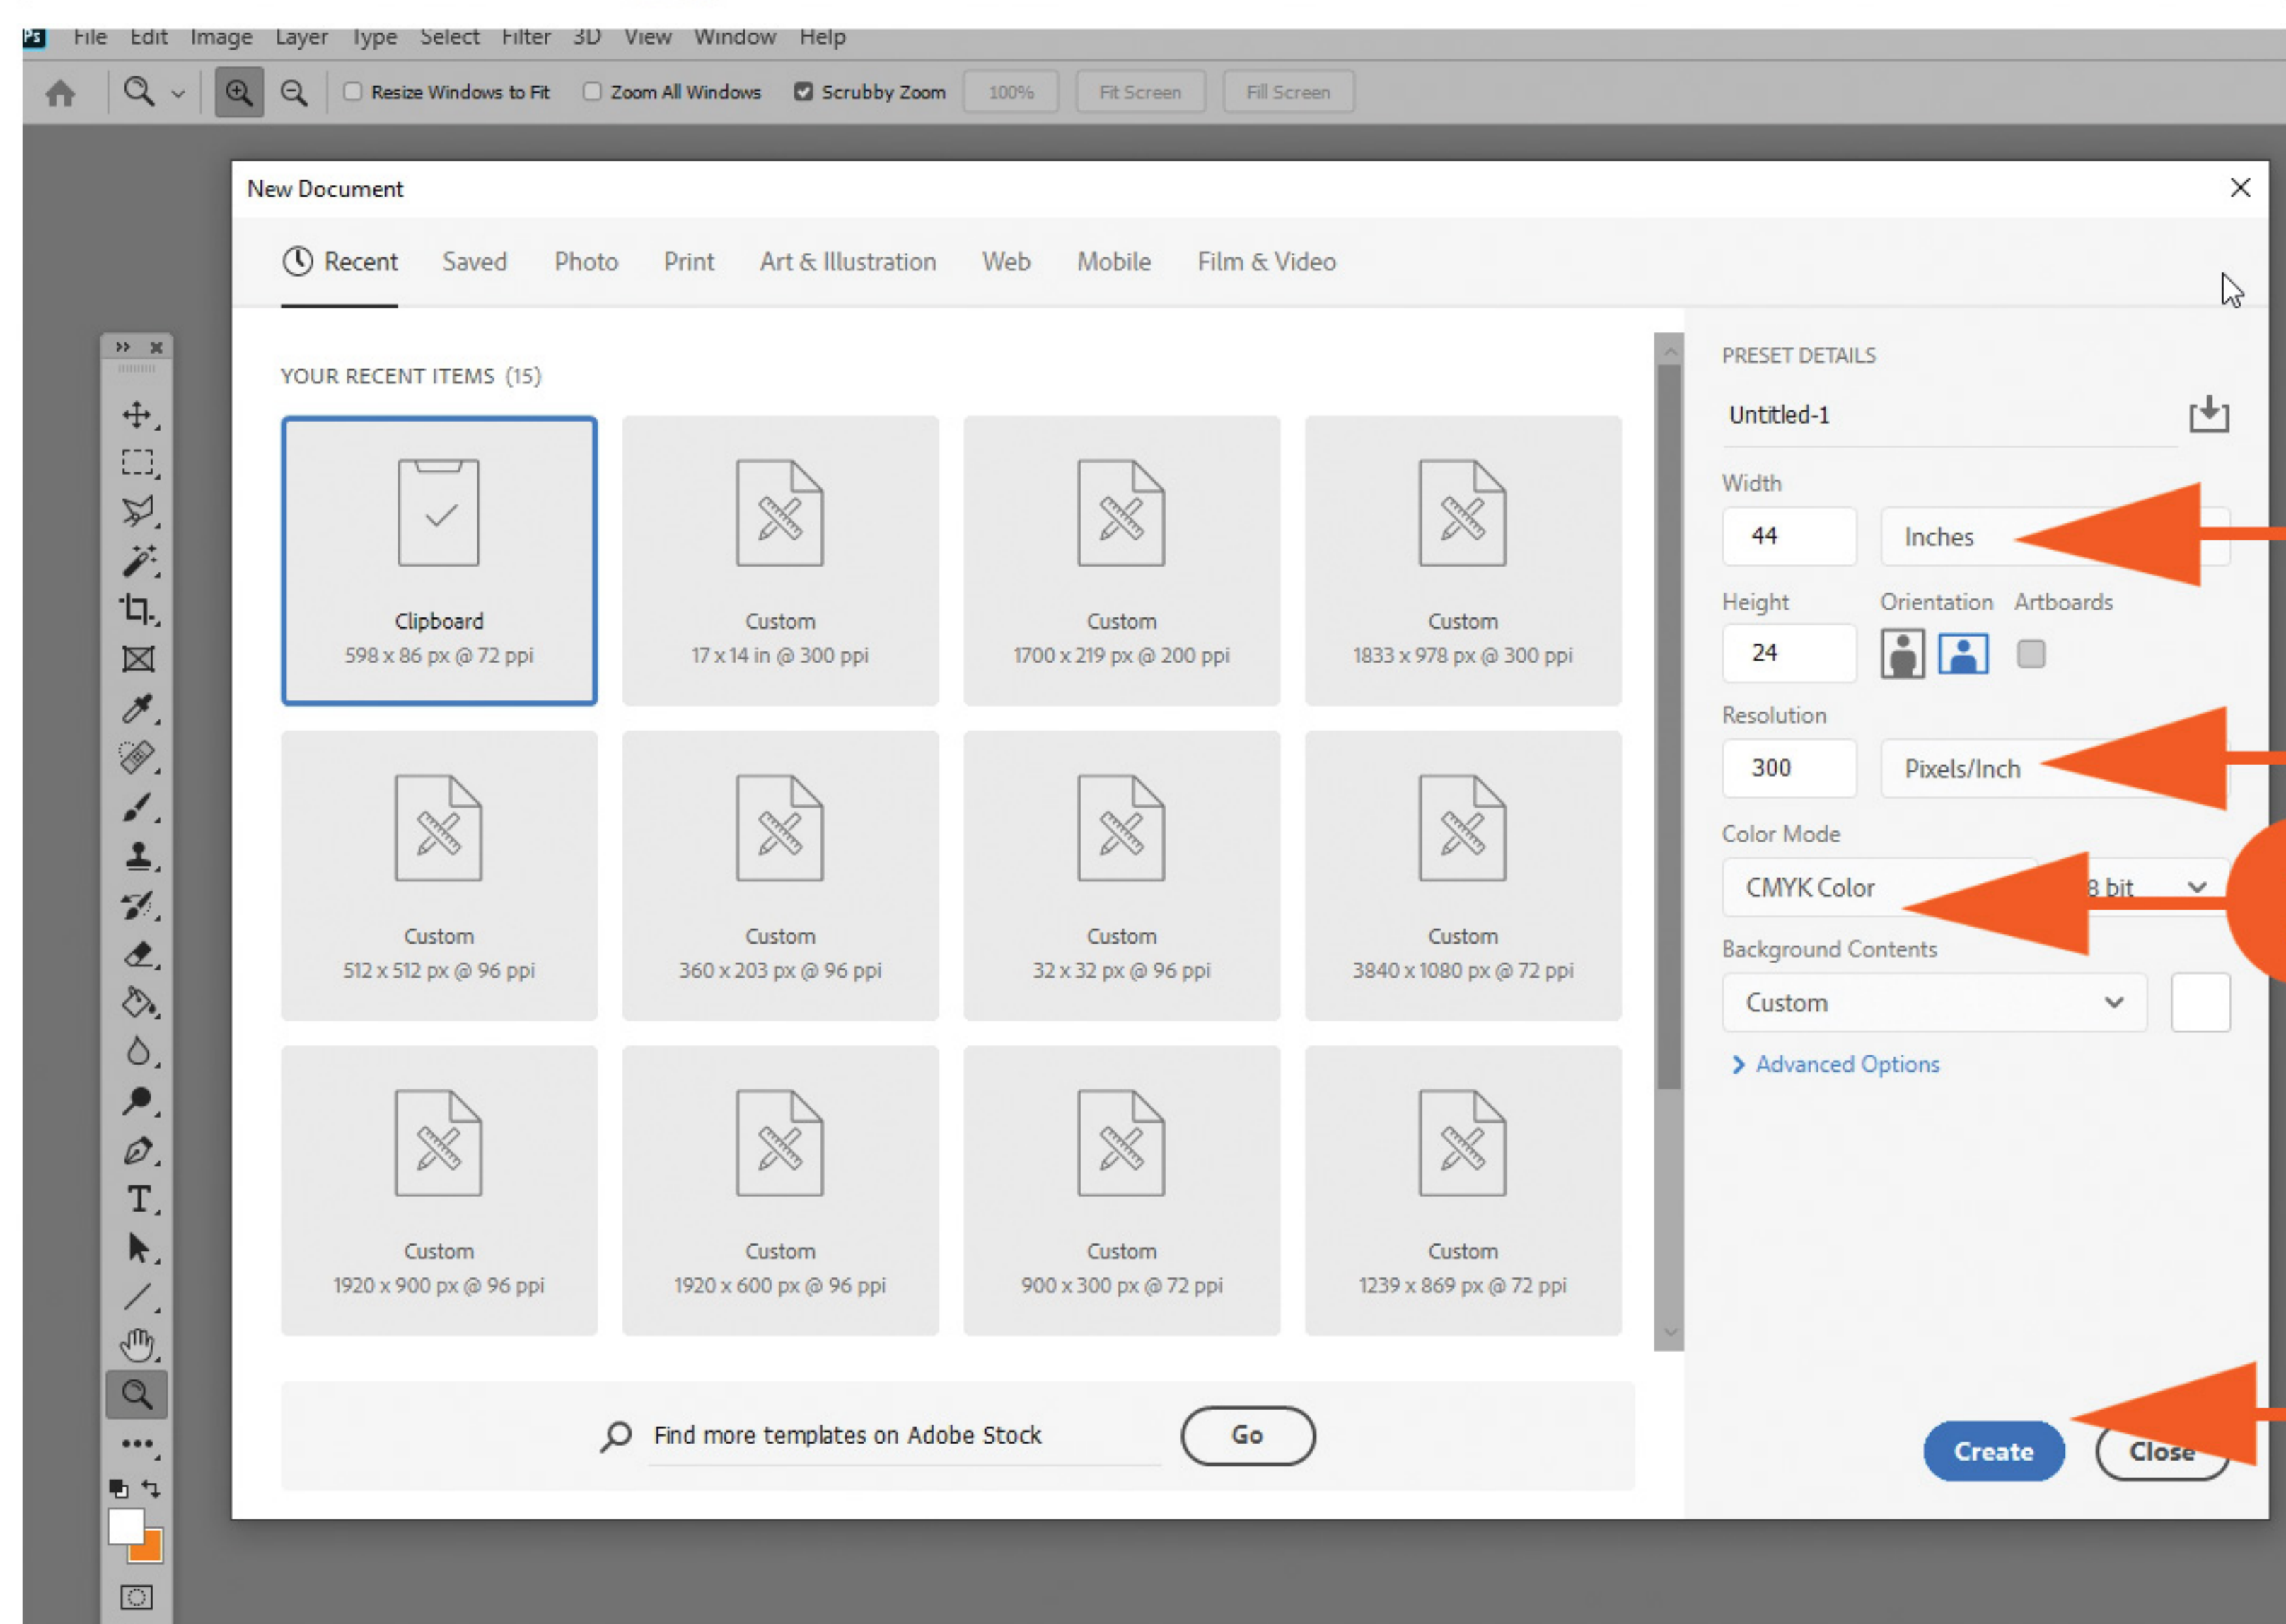 Ps File Edit Image Layer Type Select Filter 3D View Window Help
Resize Windows to Fit Zoom All Windows Scrubby Zoom 100% Fit Screen Fill Screen
New Document
Recent Saved Photo Print Art & Illustration Web Mobile Film & Video
YOUR RECENT ITEMS (15)
Clipboard
598 x 86 px @ 72 ppi
Custom
17 x 14 in @ 300 ppi
Custom
1700 x 219 px @ 200 ppi
Custom
1833 x 978 px @ 300 ppi
Custom
512 x 512 px @ 96 ppi
Custom
360 x 203 px @ 96 ppi
Custom
32 x 32 px @ 96 ppi
Custom
3840 x 1080 px @ 72 ppi
Custom
1920 x 900 px @ 96 ppi
Custom
1920 x 600 px @ 96 ppi
Custom
900 x 300 px @ 72 ppi
Custom
1239 x 869 px @ 72 ppi
Find more templates on Adobe Stock Go
PRESET DETAILS
Untitled-1
Width
44 Inches
Height Orientation Artboards
24
Resolution
300 Pixels/Inch
Color Mode
CMYK Color 8 bit
Background Contents
Custom
Advanced Options
Create Close